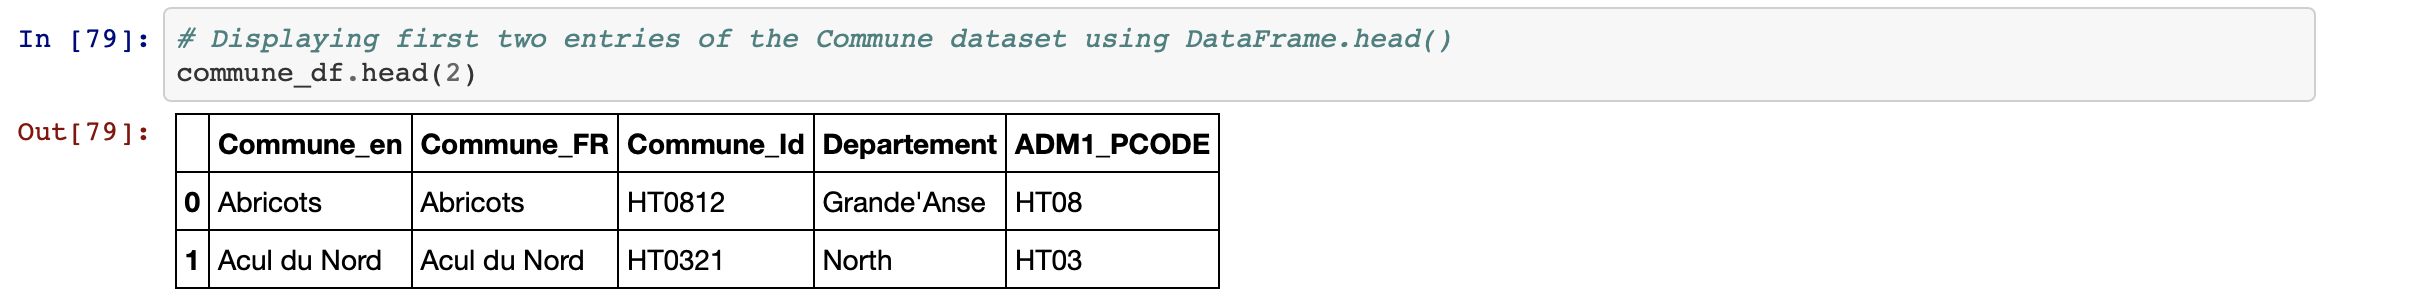 In [79]: # Displaying first two entries of the Commune dataset using DataFrame.head()
commune_df.head(2)
Out[79]:
Commune_en Commune_FR Commune_Id Departement ADM1_PCODE
0 Abricots Abricots HT0812 Grande'Anse HT08
1 Acul du Nord Acul du Nord HT0321 North HT03